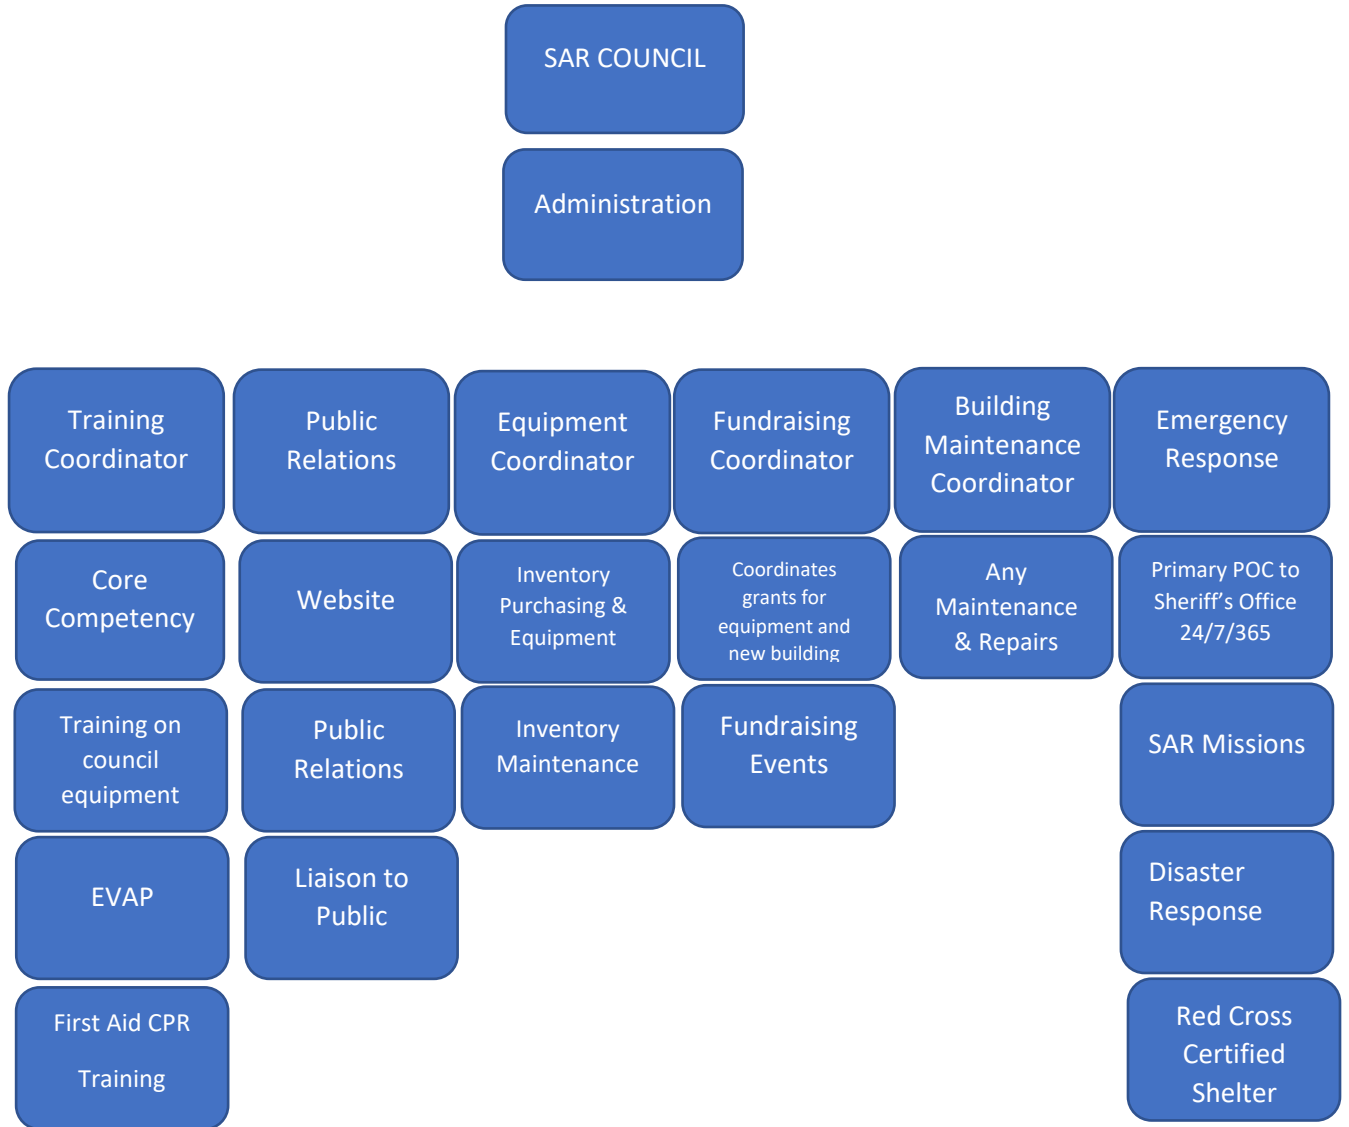 SAR COUNCIL
Administration
Training
Coordinator
Public
Relations
Equipment
Coordinator
Fundraising
Coordinator
Building
Maintenance
Coordinator
Emergency
Response
Core
Competency
Website
Inventory
Purchasing &
Equipment
Coordinates
grants for
equipment and
new building
Any
Maintenance
& Repairs
Primary POC to
Sheriff’s Office
24/7/365
Training on
council
equipment
Public
Relations
Inventory
Maintenance
Fundraising
Events
SAR Missions
EVAP
Liaison to
Public
Disaster
Response
First Aid CPR
Training
Red Cross
Certified
Shelter